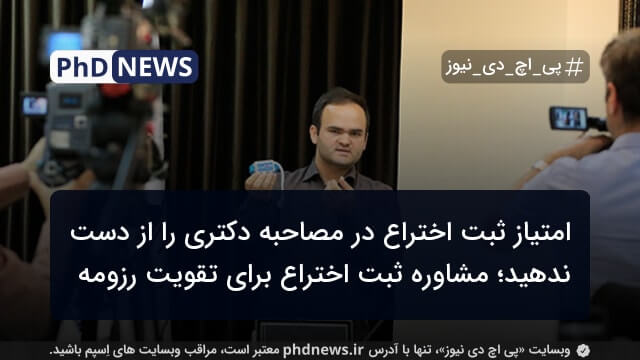 PhD NEWS
#پی_اچ_دی_نیوز
امتیاز ثبت اختراع در مصاحبه دکتری را از دست
ندهید؛ مشاوره ثبت اختراع برای تقویت رزومه
وبسایت «پی اچ دی نیوز»، تنها با آدرس phdnews.ir معتبر است، مراقب وبسایت های اِسپم باشید.